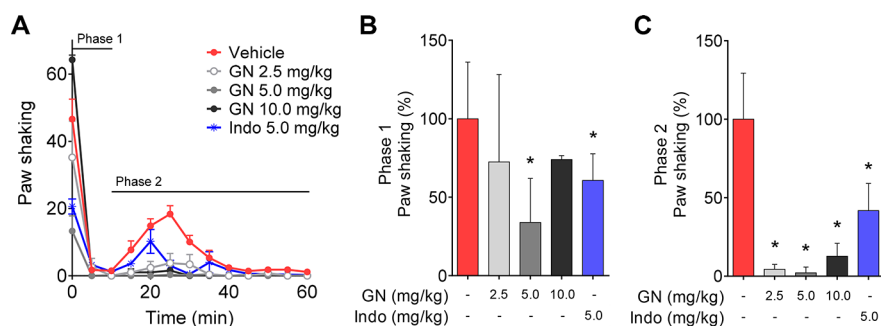 A
Phase 1
Vehicle
GN 2.5 mg/kg
GN 5.0 mg/kg
GN 10.0 mg/kg
Indo 5.0 mg/kg
Phase 2
Paw shaking
60
40
20
0
0 20 40 60
Time (min)
B
Phase 1
Paw shaking (%)
150
100
50
0
* *
GN (mg/kg) - 2.5 5.0 10.0 -
Indo (mg/kg) - - - - 5.0
C
Phase 2
Paw shaking (%)
150
100
50
0
* * * *
GN (mg/kg) - 2.5 5.0 10.0 -
Indo (mg/kg) - - - - 5.0